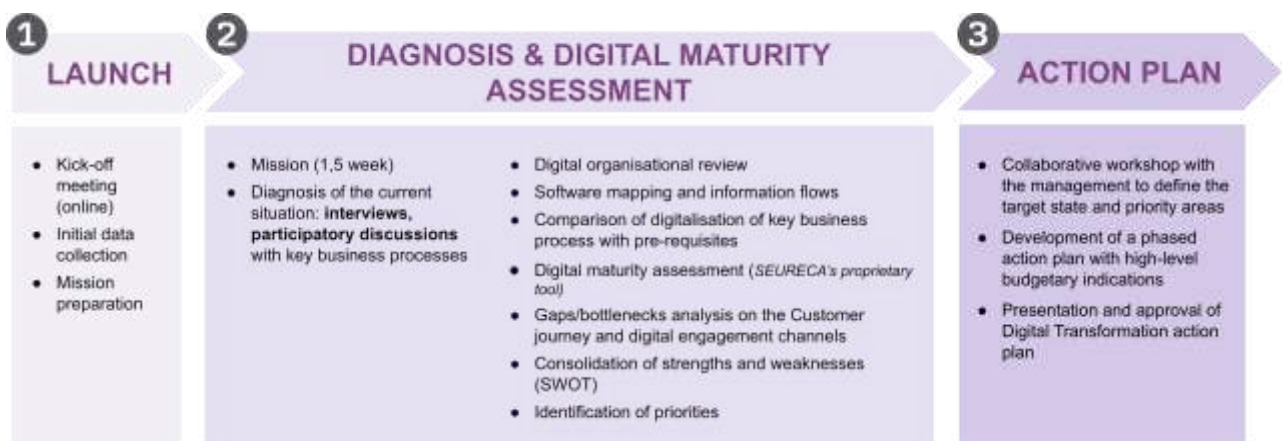 1
LAUNCH
2
DIAGNOSIS & DIGITAL MATURITY
ASSESSMENT
3
ACTION PLAN
● Kick-off
meeting
(online)
● Initial data
collection
● Mission
preparation
● Mission (1,5 week)
● Diagnosis of the current
situation: interviews,
participatory discussions
with key business processes
● Digital organisational review
● Software mapping and information flows
● Comparison of digitalisation of key business
process with pre-requisites
● Digital maturity assessment (SEURECA's proprietary
tool)
● Gaps/bottlenecks analysis on the Customer
journey and digital engagement channels
● Consolidation of strengths and weaknesses
(SWOT)
● Identification of priorities
● Collaborative workshop with
the management to define the
target state and priority areas
● Development of a phased
action plan with high-level
budgetary indications
● Presentation and approval of
Digital Transformation action
plan